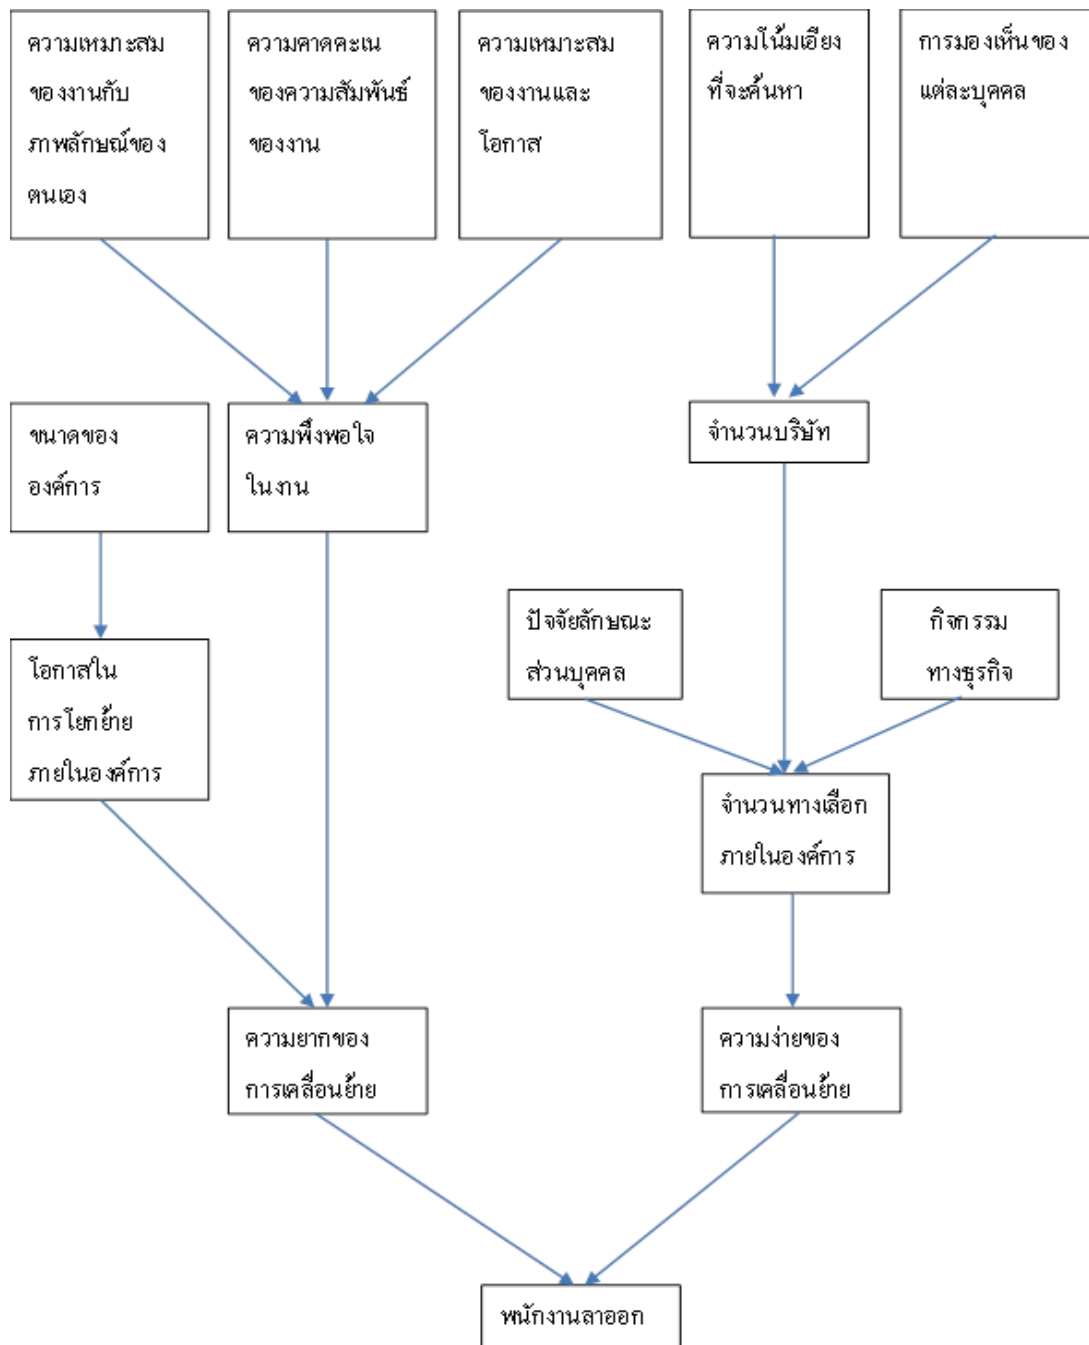 ความเหมาะสม
ของงานกับ
ภาพลักษณ์ของ
ตนเอง
ความคาดคะเน
ของความสัมพันธ์
ของงาน
ความเหมาะสม
ของงานและ
โอกาส
ความโน้มเอียง
ที่จะค้นหา
การมองเห็นของ
แต่ละบุคคล
ขนาดของ
องค์การ
ความพึงพอใจ
ในงาน
จำนวนบริษัท
ปัจจัยลักษณะ
ส่วนบุคคล
กิจกรรม
ทางธุรกิจ
โอกาสใน
การโยกย้าย
ภายในองค์การ
จำนวนทางเลือก
ภายในองค์การ
ความยากของ
การเคลื่อนย้าย
ความง่ายของ
การเคลื่อนย้าย
พนักงานลาออก